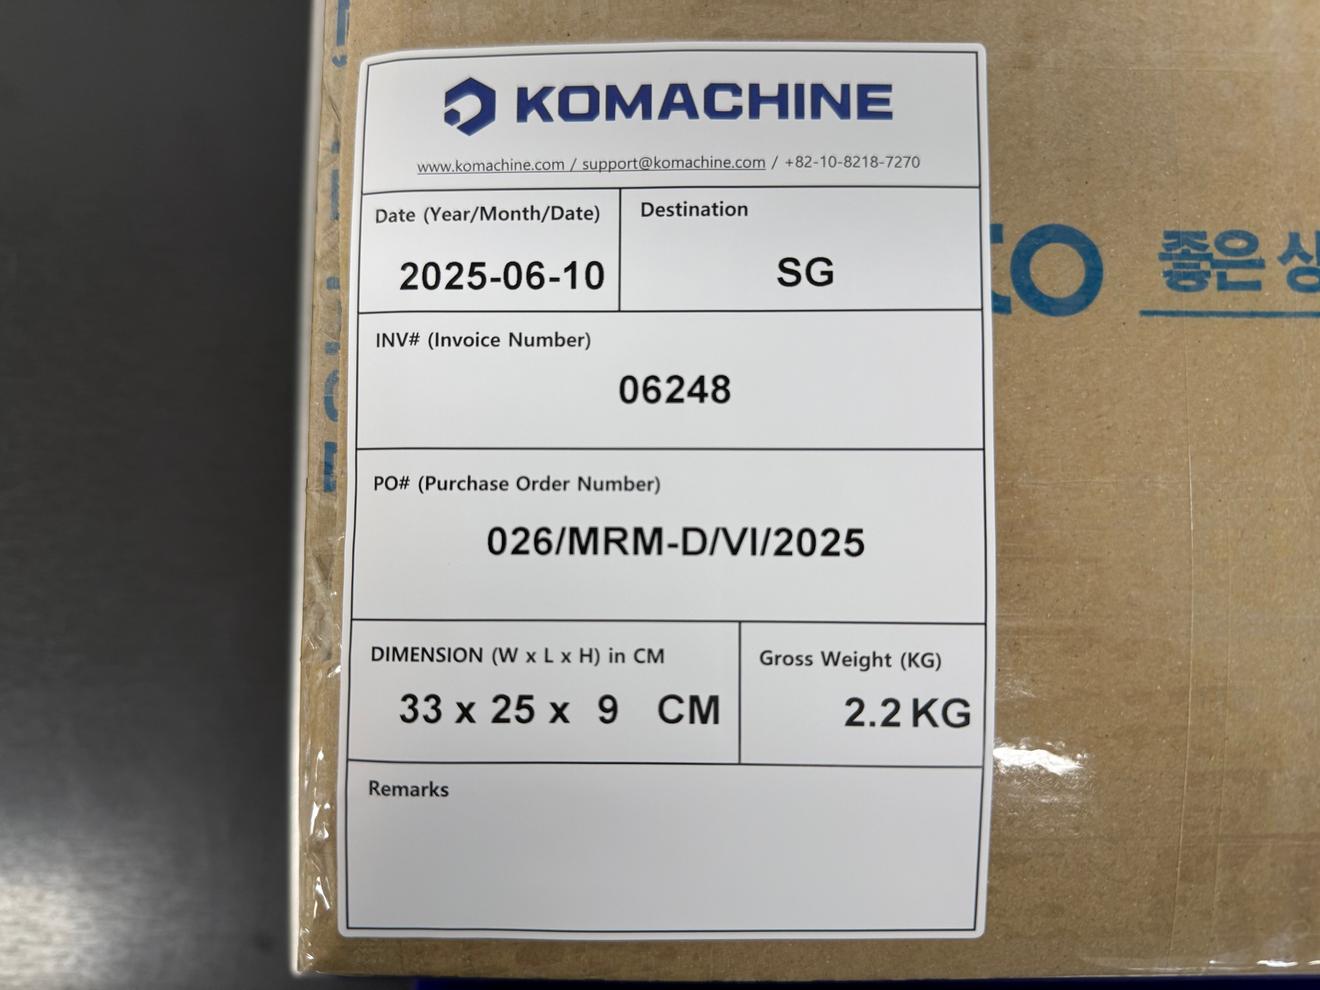 KOMACHINE
www.komachine.com / support@komachine.com / +82-10-8218-7270
Date (Year/Month/Date)
2025-06-10
Destination
SG
INV# (Invoice Number)
06248
PO# (Purchase Order Number)
026/MRM-D/VI/2025
DIMENSION (W x L x H) in CM
33 x 25 x 9 CM
Gross Weight (KG)
2.2 KG
Remarks
좋은